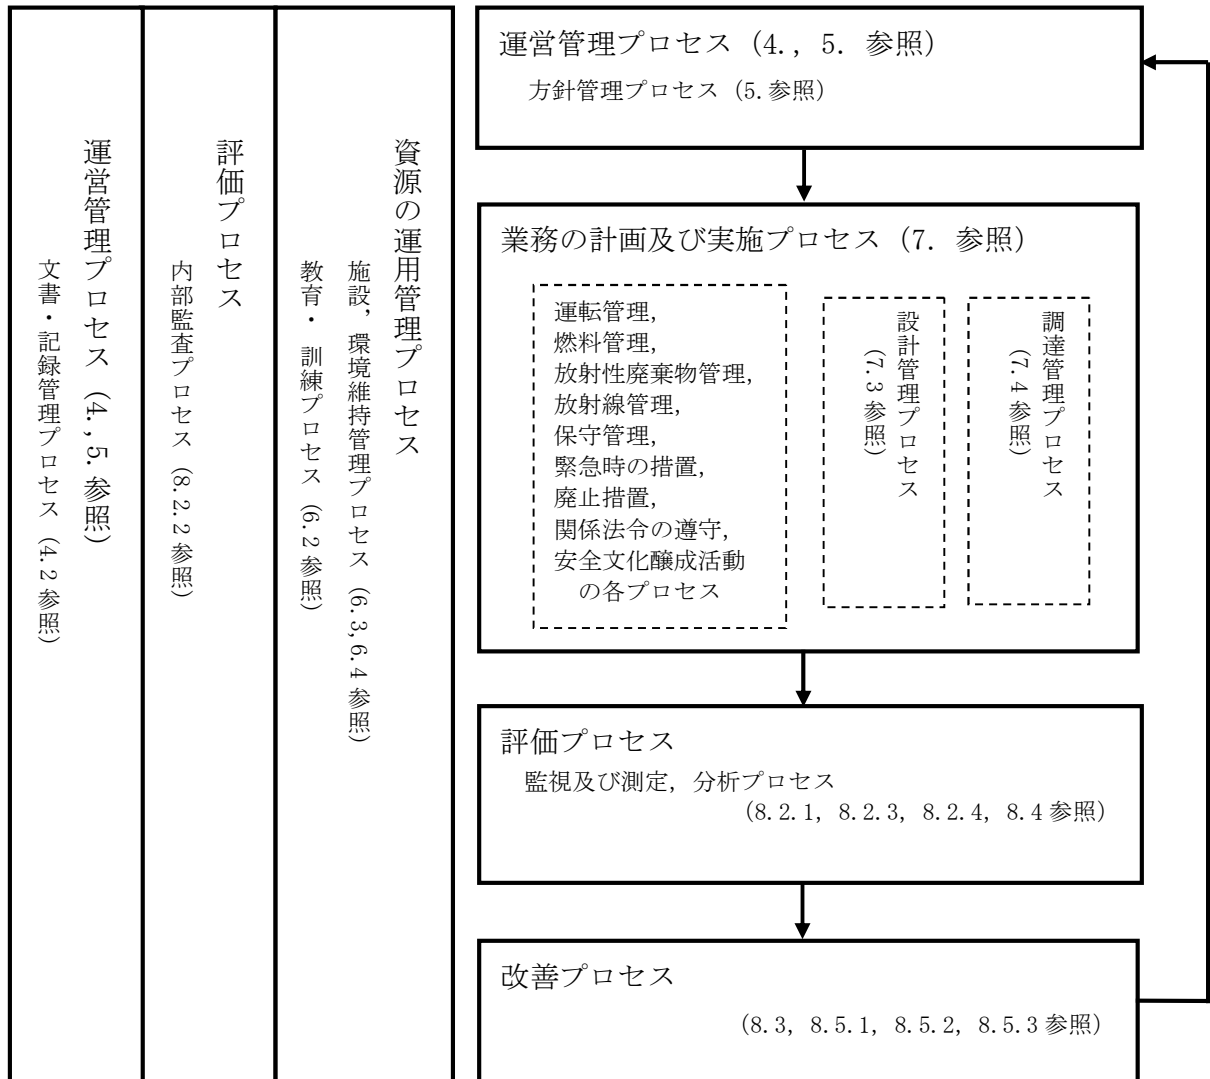 運営管理プロセス (4., 5. 参照)
文書・記録管理プロセス (4.2 参照)
評価プロセス
内部監査プロセス (8.2.2 参照)
資源の運用管理プロセス
施設, 環境維持管理プロセス (6.3, 6.4 参照)
教育・ 訓練プロセス (6.2 参照)
運営管理プロセス (4., 5. 参照)
方針管理プロセス (5. 参照)
業務の計画及び実施プロセス (7. 参照)
運転管理,
燃料管理,
放射性廃棄物管理,
放射線管理,
保守管理,
緊急時の措置,
廃止措置,
関係法令の遵守,
安全文化醸成活動
の各プロセス
設計管理プロセス
(7.3 参照)
調達管理プロセス
(7.4 参照)
評価プロセス
監視及び測定, 分析プロセス
(8.2.1, 8.2.3, 8.2.4, 8.4 参照)
改善プロセス
(8.3, 8.5.1, 8.5.2, 8.5.3 参照)